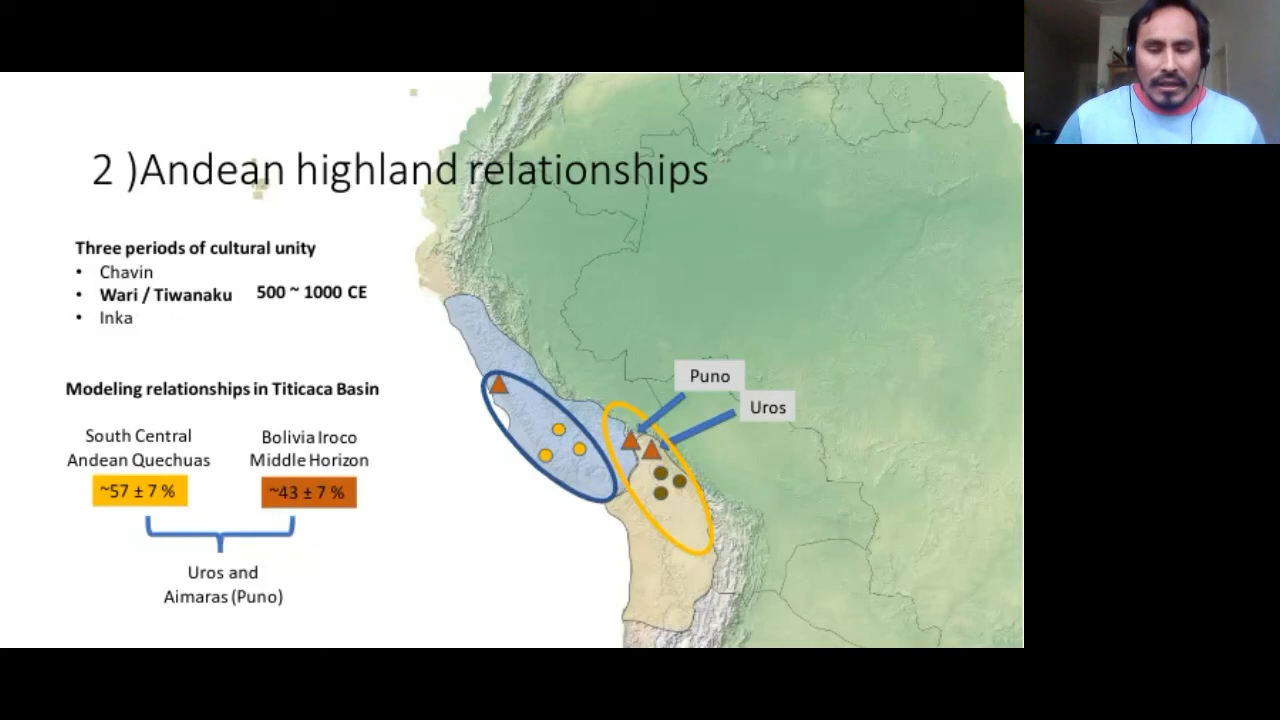 2 )Andean highland relationships
Three periods of cultural unity
• Chavin
• Wari / Tiwanaku 500 ~ 1000 CE
• Inka
Modeling relationships in Titicaca Basin
South Central
Andean Quechuas
~57 ± 7 %
Bolivia Iroco
Middle Horizon
~43 ± 7 %
Uros and
Aimaras (Puno)
Puno
Uros